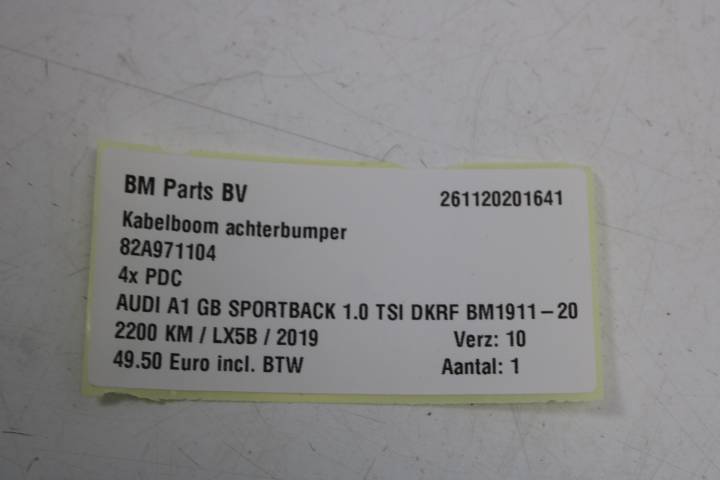 BM Parts BV 261120201641
Kabelboom achterbumper
82A971104
4x PDC
AUDI A1 GB SPORTBACK 1.0 TSI DKRF BM1911-20
2200 KM / LX5B / 2019 Verz: 10
49.50 Euro incl. BTW Aantal: 1